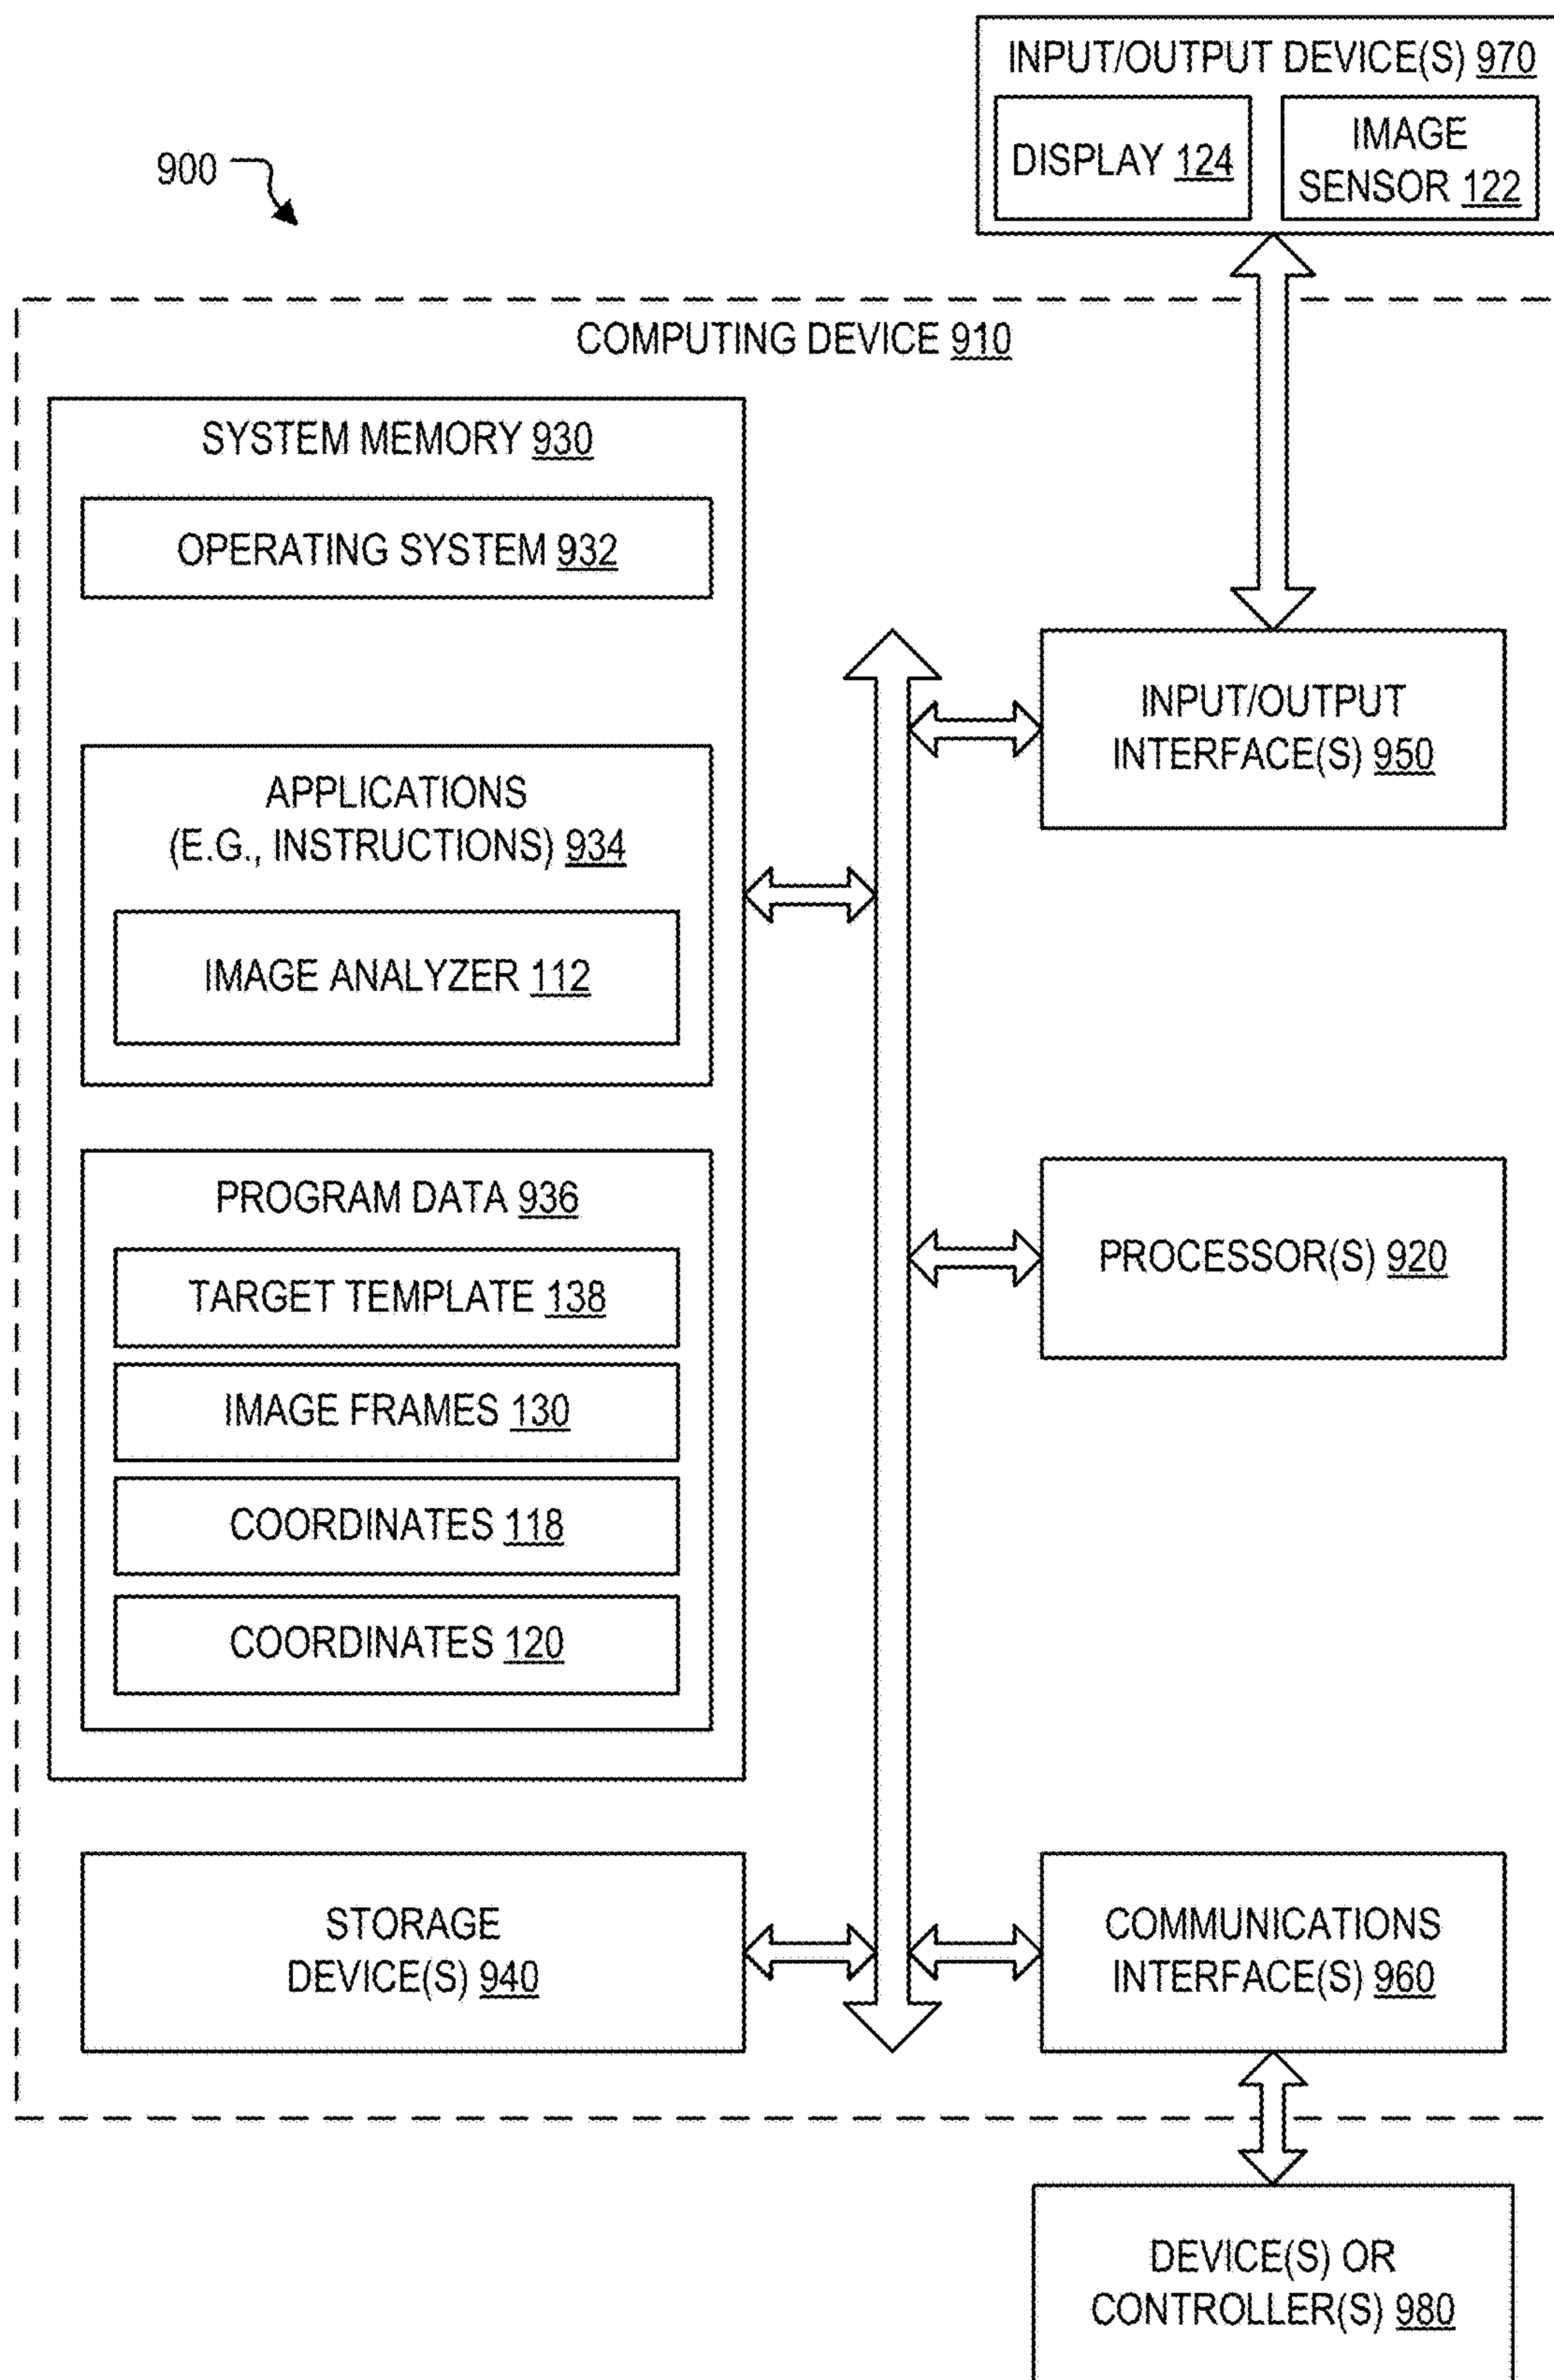 INPUT/OUTPUT DEVICE(S) 970
DISPLAY 124
IMAGE
SENSOR 122
900
COMPUTING DEVICE 910
SYSTEM MEMORY 930
OPERATING SYSTEM 932
APPLICATIONS
(E.G., INSTRUCTIONS) 934
IMAGE ANALYZER 112
PROGRAM DATA 936
TARGET TEMPLATE 138
IMAGE FRAMES 130
COORDINATES 118
COORDINATES 120
STORAGE
DEVICE(S) 940
INPUT/OUTPUT
INTERFACE(S) 950
PROCESSOR(S) 920
COMMUNICATIONS
INTERFACE(S) 960
DEVICE(S) OR
CONTROLLER(S) 980